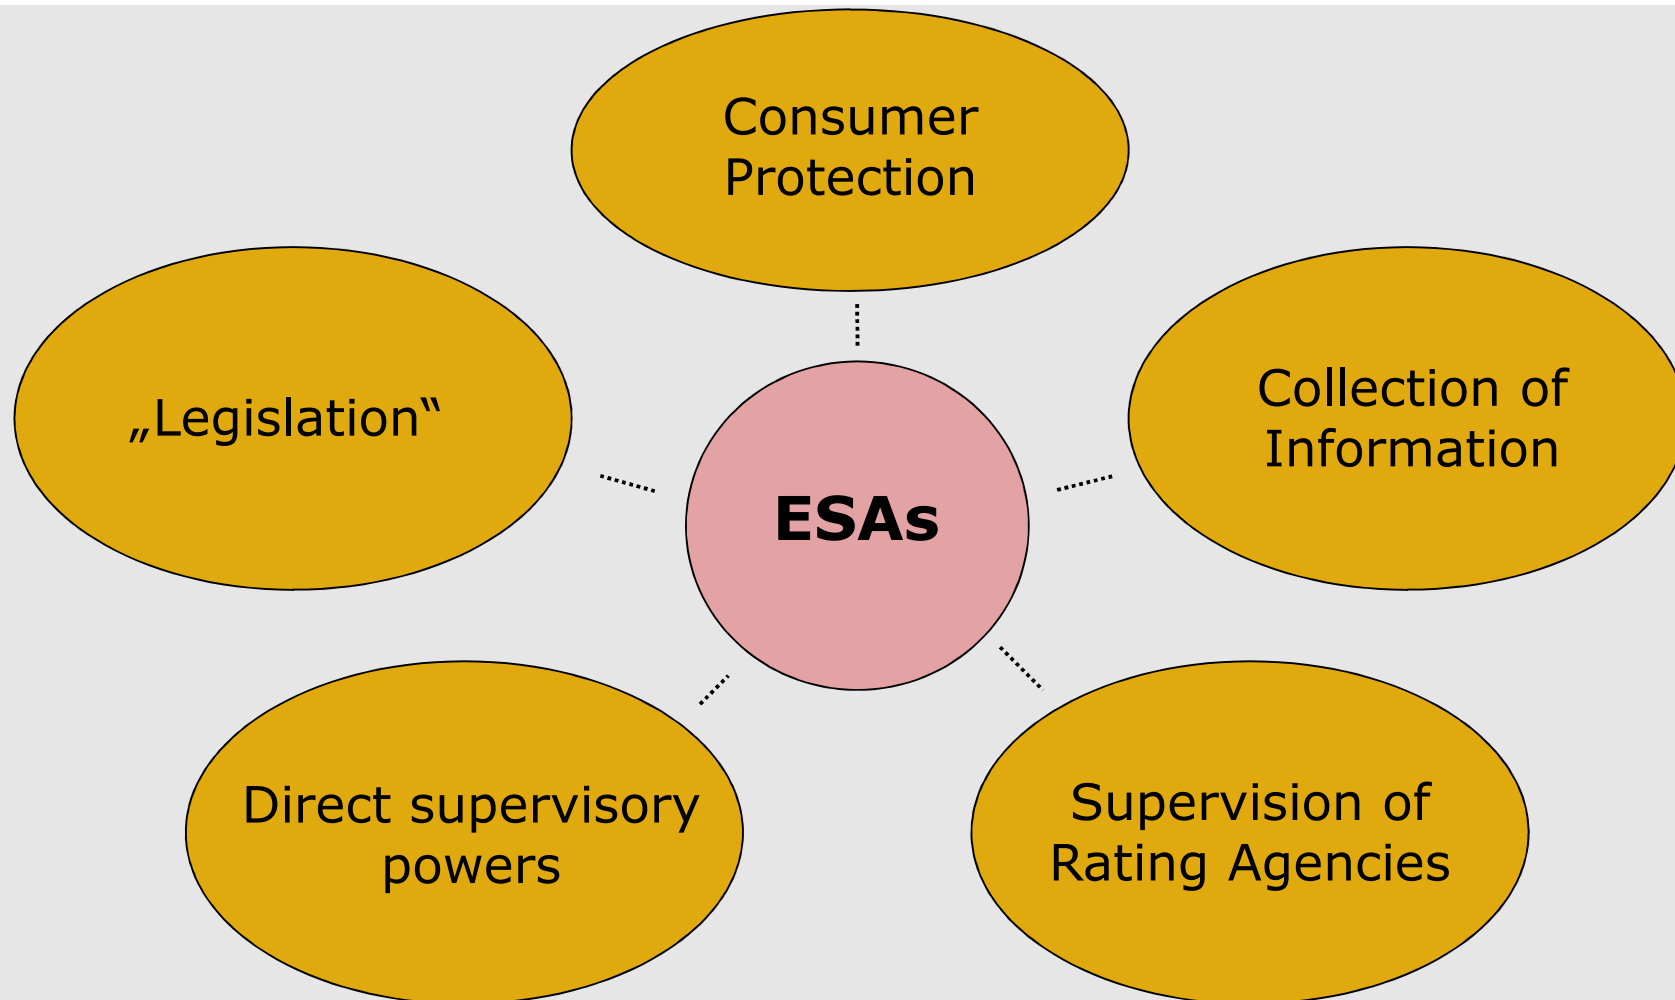 Consumer
Protection
„Legislation“
Collection of
Information
ESAs
Direct supervisory
powers
Supervision of
Rating Agencies